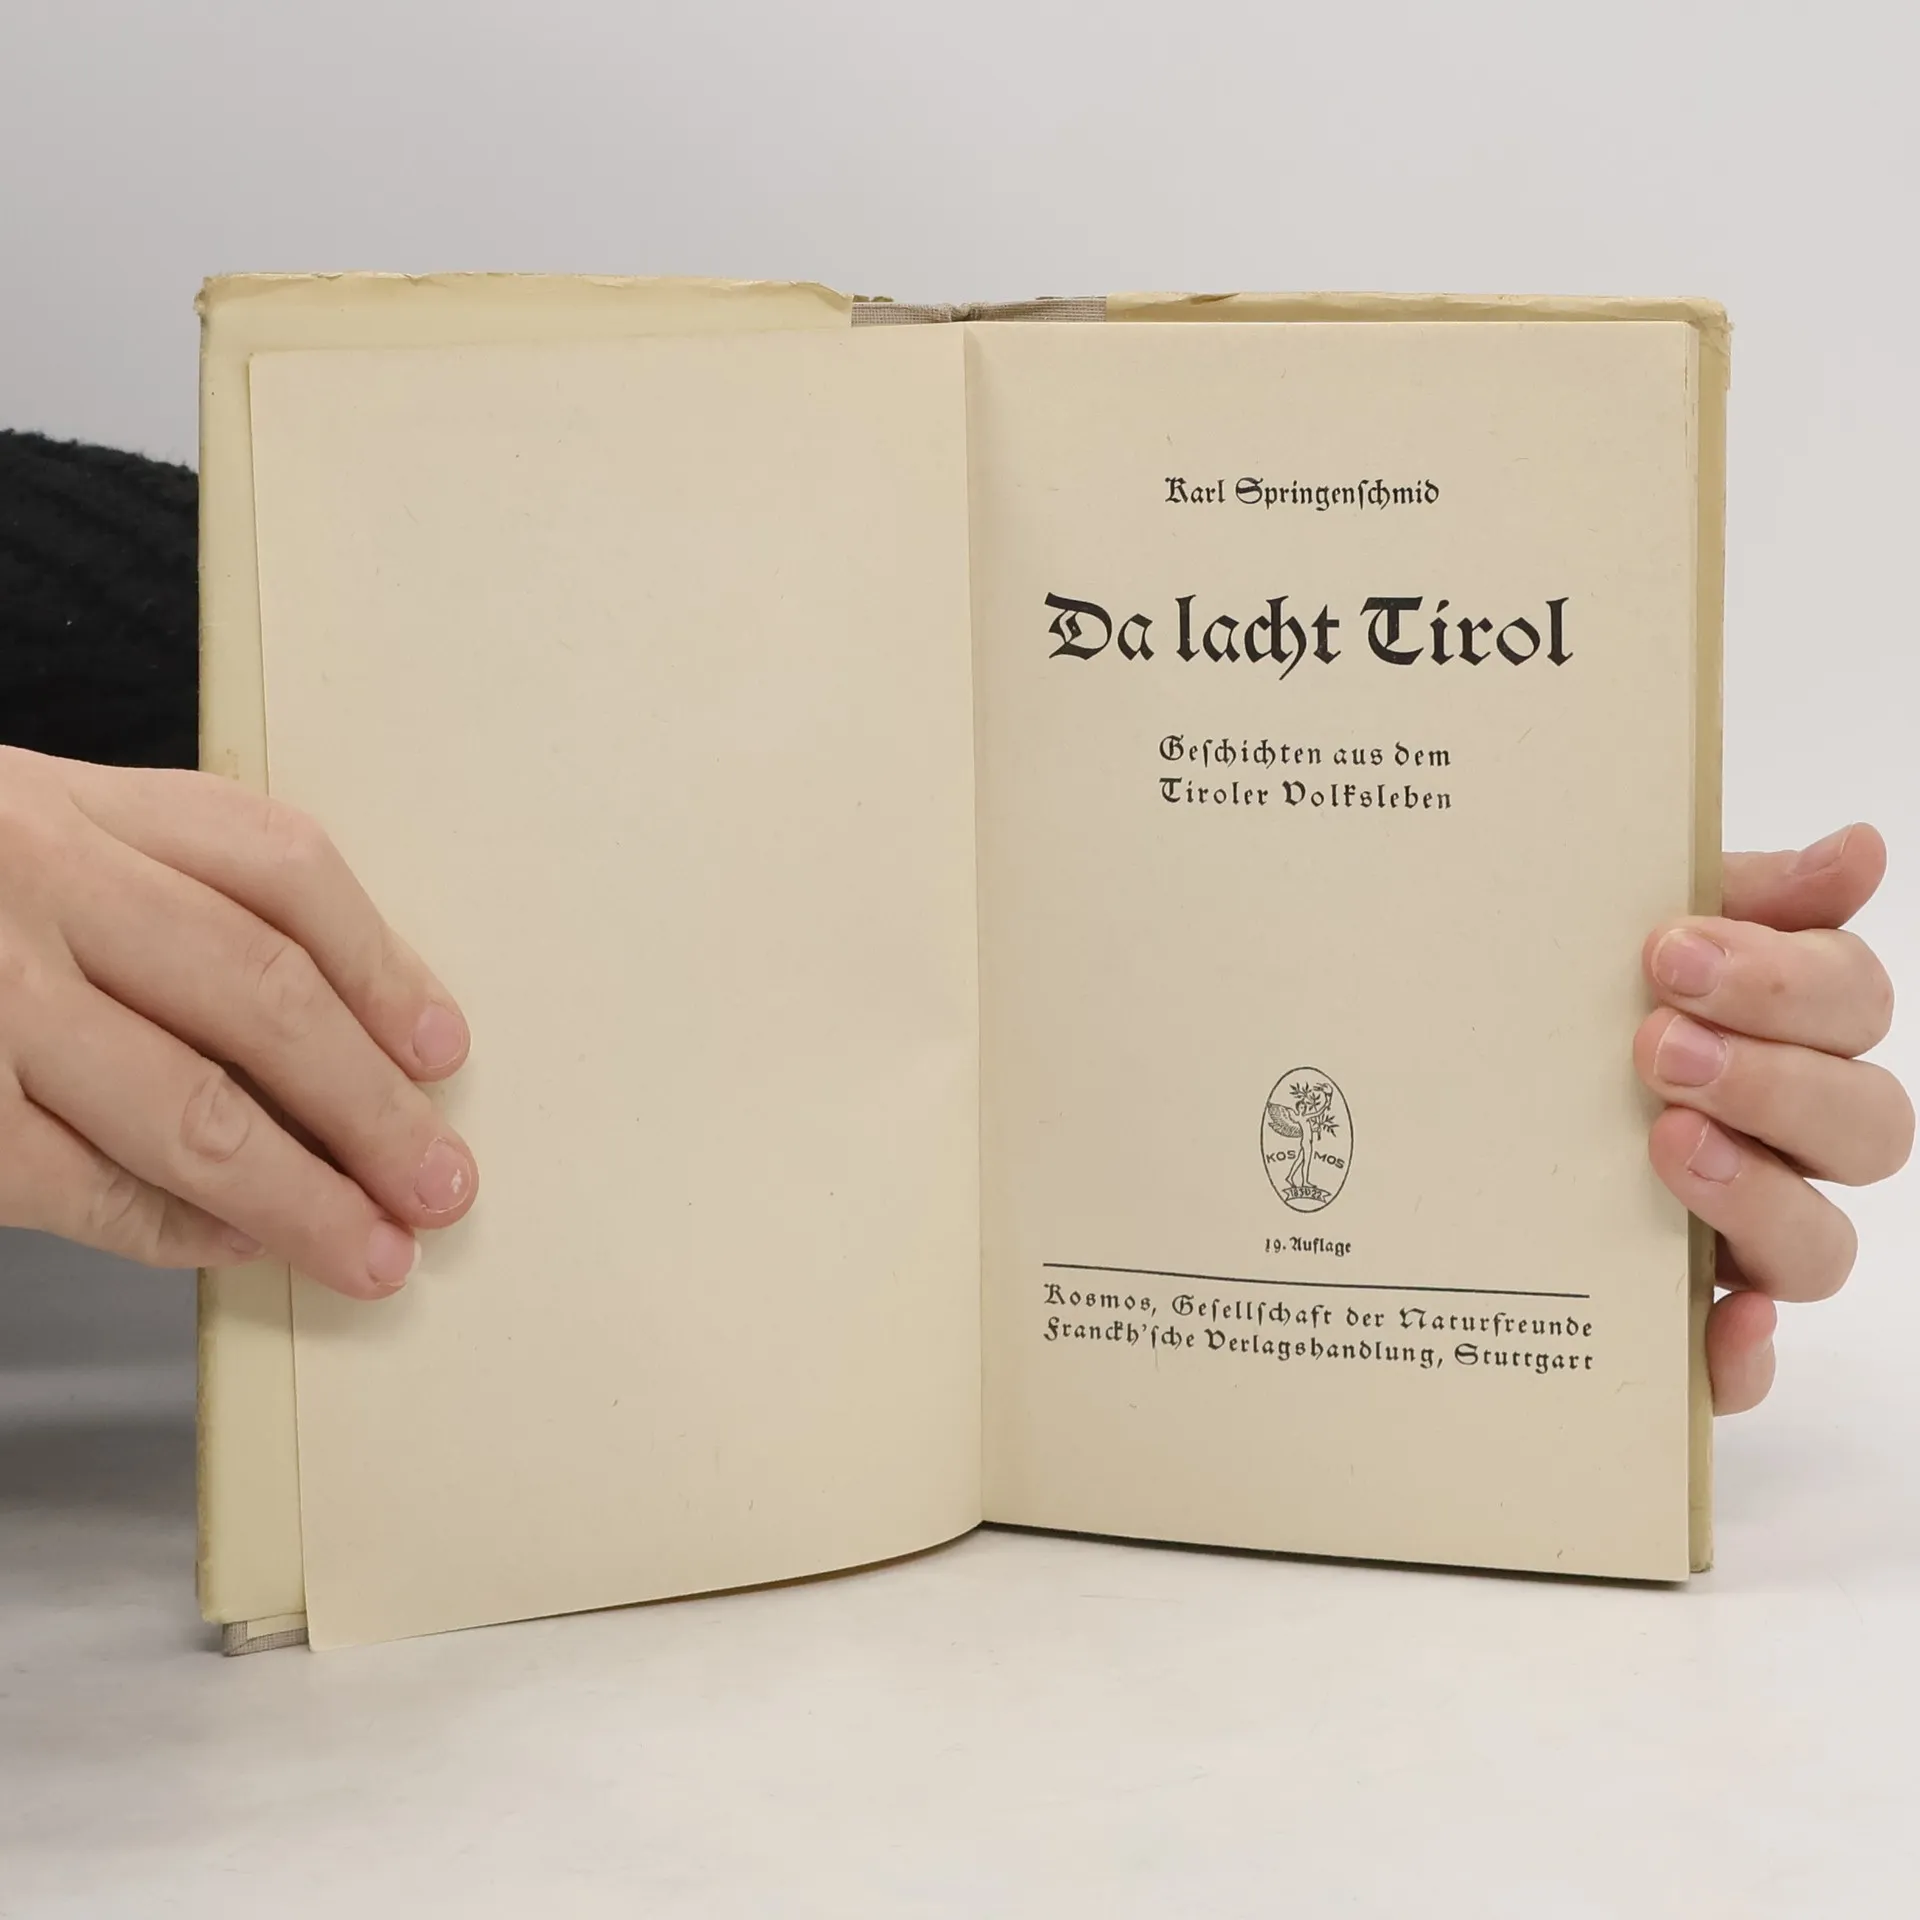 Karl Springenſchmid
Da lacht Tirol
Geſchichten aus dem
Tiroler Volksleben
KOS MOS
1822
19. Auflage
Kosmos, Geſellſchaft der Naturfreunde
Franckh'ſche Verlagshandlung, Stuttgart